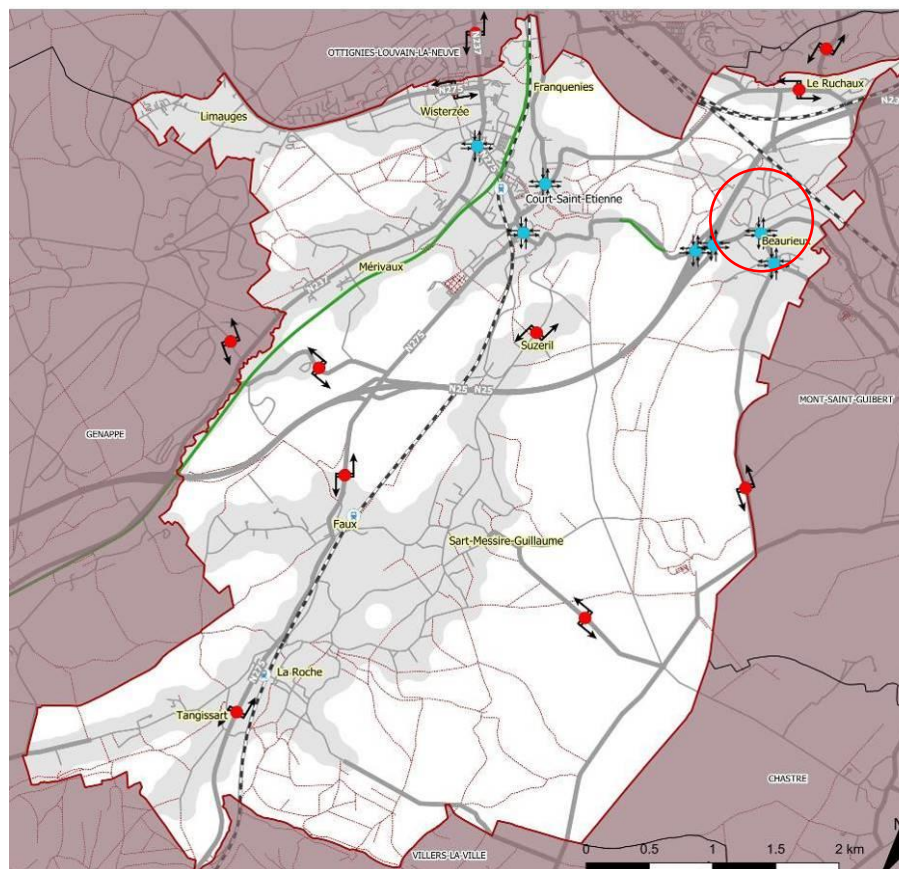 N237
OTTIGNIES-LOUVAIN-LA-NEUVE
N275
Franquenies
Le Ruchaux
Wisterzée
Limauges
Court-Saint-Etienne
Beaurieux
Mérivaux
N237
N275
Suzeril
N25 N25
MONT-SAINT-GUIBERT
GENAPPE
Faux
Sart-Messire-Guillaume
La Roche
N275
Tangissart
CHASTRE
VILLERS-LA-VILLE
0 0.5 1 1.5 2 km